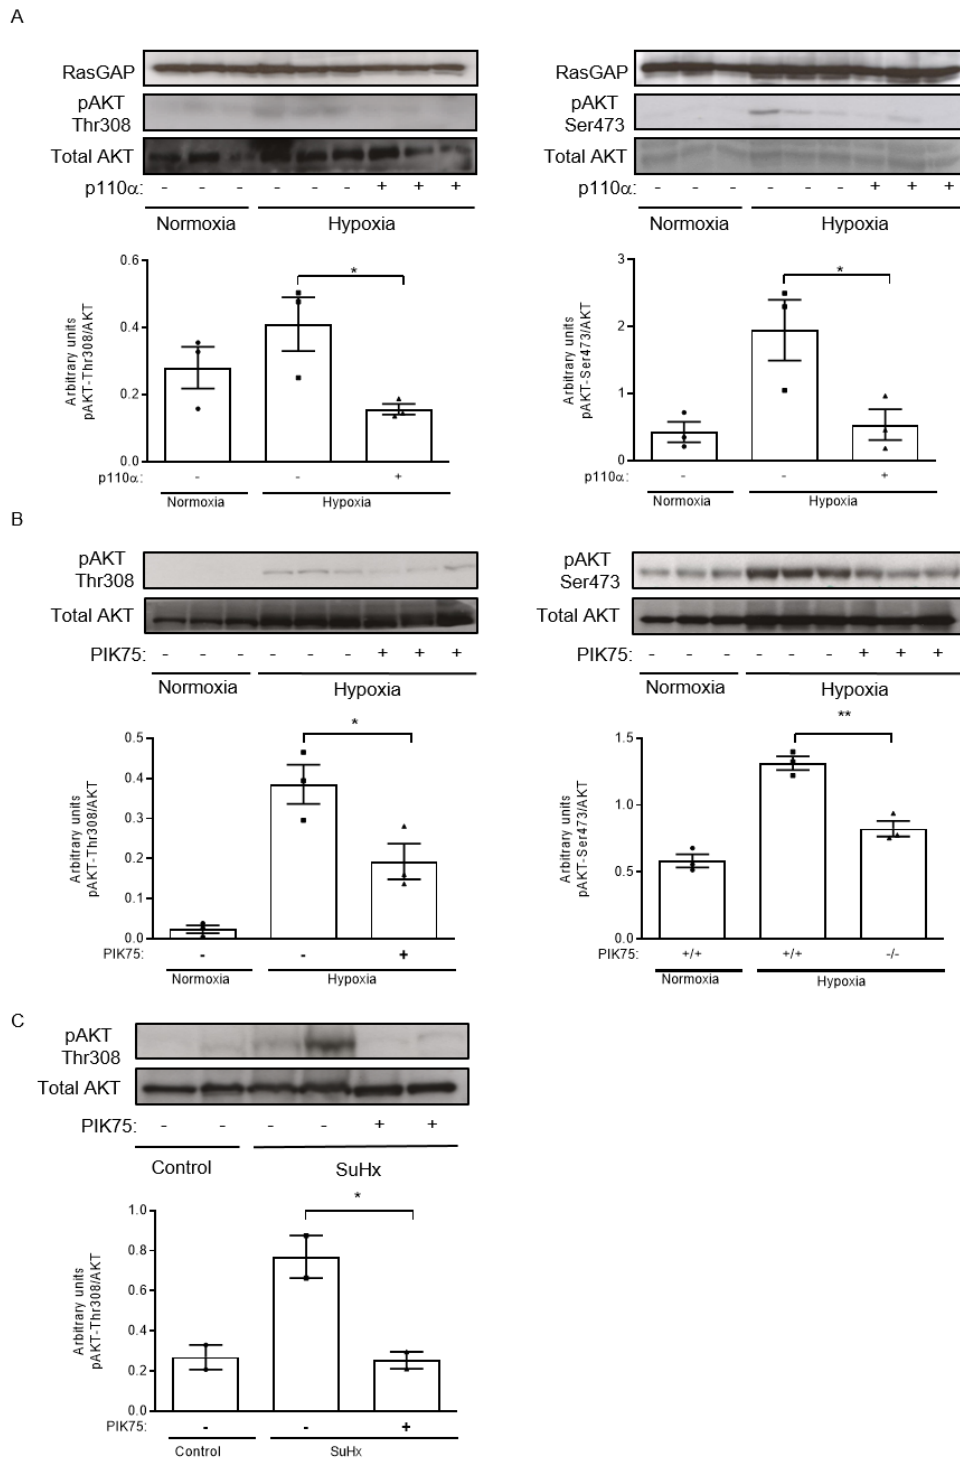 A
RasGAP
pAKT
Thr308
Total AKT
p110α: - - - - - - + + +
Normoxia Hypoxia
RasGAP
pAKT
Ser473
Total AKT
p110α: - - - - - - + + +
Normoxia Hypoxia
Arbitrary units
pAKT-Thr308/AKT
0.6
0.4
0.2
0.0
*
p110α: - - +
Normoxia Hypoxia
Arbitrary units
pAKT-Ser473/AKT
3
2
1
0
*
p110α: - - +
Normoxia Hypoxia
B
pAKT
Thr308
Total AKT
PIK75: - - - - - - + + +
Normoxia Hypoxia
pAKT
Ser473
Total AKT
PIK75: - - - - - - + + +
Normoxia Hypoxia
Arbitrary units
pAKT-Thr308/AKT
0.5
0.4
0.3
0.2
0.1
0.0
*
PIK75: - - +
Normoxia Hypoxia
Arbitrary units
pAKT-Ser473/AKT
1.5
1.0
0.5
0.0
**
PIK75: +/+ +/+ -/-
Normoxia Hypoxia
C
pAKT
Thr308
Total AKT
PIK75: - - - - + +
Control SuHx
Arbitrary units
pAKT-Thr308/AKT
1.0
0.8
0.6
0.4
0.2
0.0
*
PIK75: - - +
Control SuHx